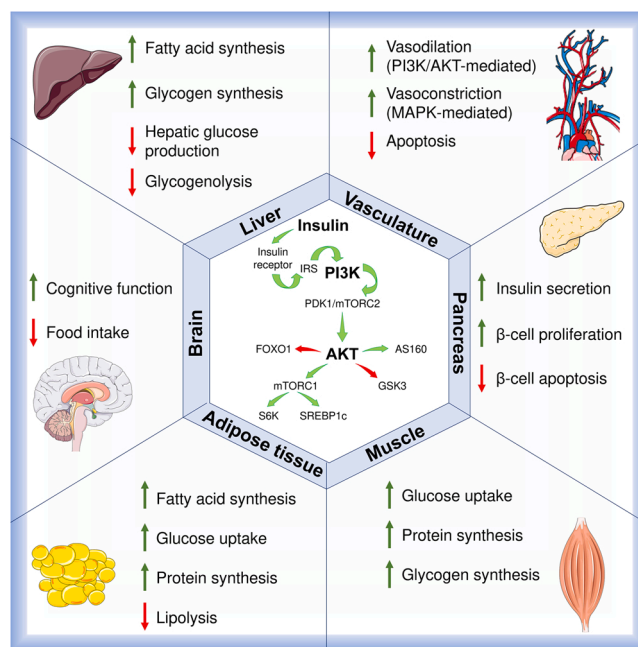 Fatty acid synthesis
Glycogen synthesis
Hepatic glucose
production
Glycogenolysis
Vasodilation
(PI3K/AKT-mediated)
Vasoconstriction
(MAPK-mediated)
Apoptosis
Liver
Vasculature
Brain
Pancreas
Adipose tissue
Muscle
Insulin
Insulin
receptor
IRS
PI3K
PDK1/mTORC2
FOXO1
AKT
AS160
mTORC1
GSK3
S6K
SREBP1c
Cognitive function
Food intake
Insulin secretion
β-cell proliferation
β-cell apoptosis
Fatty acid synthesis
Glucose uptake
Protein synthesis
Lipolysis
Glucose uptake
Protein synthesis
Glycogen synthesis